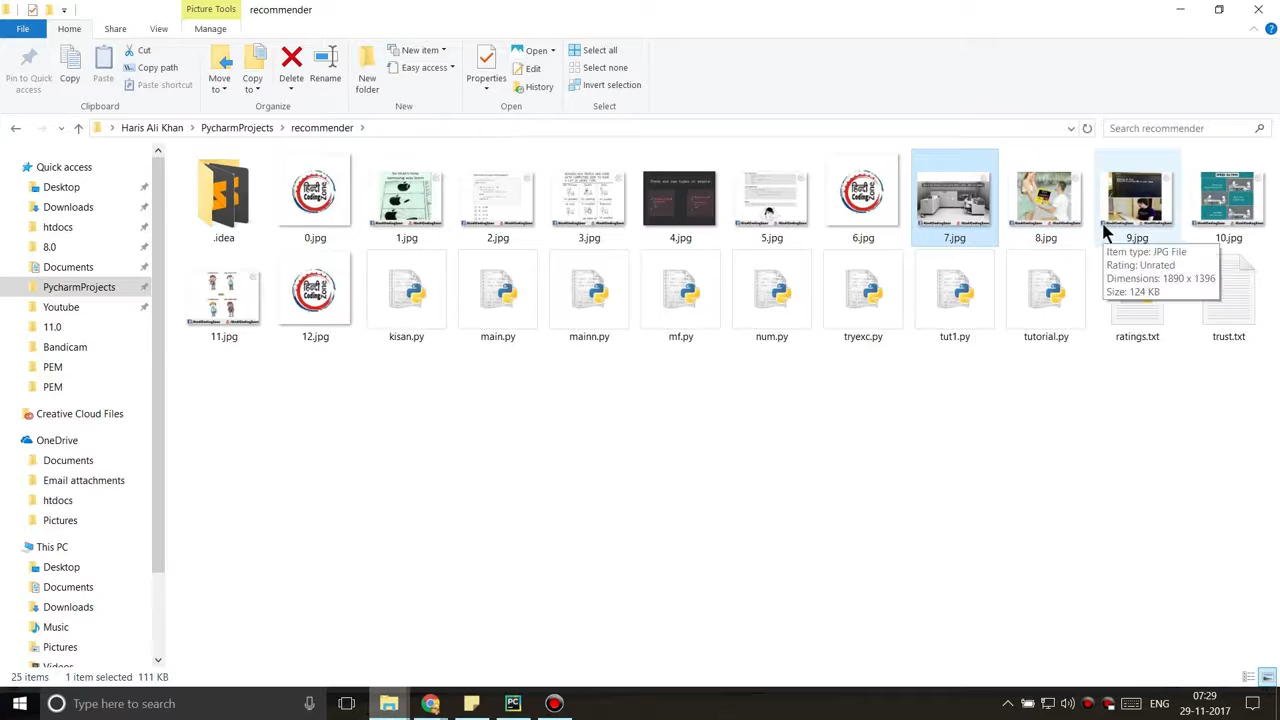 Picture Tools
recommender
File
Home
Share
View
Manage
Pin to Quick access
Copy
Paste
Cut
Copy path
Paste shortcut
Clipboard
Move to
Copy to
Delete
Rename
Organize
New folder
New item
Easy access
New
Properties
Open
Edit
History
Open
Select all
Select none
Invert selection
Select
Haris Ali Khan
PycharmProjects
recommender
Search recommender
Quick access
Desktop
Downloads
htdocs
8.0
Documents
PycharmProjects
Youtube
11.0
Bandicam
PEM
PEM
Creative Cloud Files
OneDrive
Documents
Email attachments
htdocs
Pictures
This PC
Desktop
Documents
Downloads
Music
Pictures
Videos
हिन्दी
Coding
Zone
हिन्दी
Coding
Zone
.idea
0.jpg
1.jpg
2.jpg
3.jpg
4.jpg
5.jpg
6.jpg
7.jpg
8.jpg
9.jpg
10.jpg
Item type: JPG File
Rating: Unrated
Dimensions: 1890 x 1396
Size: 124 KB
हिन्दी
Coding
Zone
11.jpg
12.jpg
kisan.py
main.py
mainn.py
mf.py
num.py
tryexc.py
tut1.py
tutorial.py
ratings.txt
trust.txt
25 items
1 item selected
111 KB
Type here to search
PC
ENG
07:29
29-11-2017